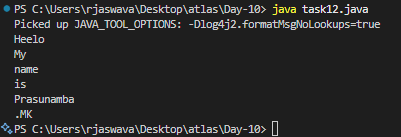 PS C:\Users\rjaswava\Desktop\atlas\Day-10> java task12.java
Picked up JAVA_TOOL_OPTIONS: -Dlog4j2.formatMsgNoLookups=true
Heelo
My
name
is
Prasunamba
.MK
PS C:\Users\rjaswava\Desktop\atlas\Day-10>